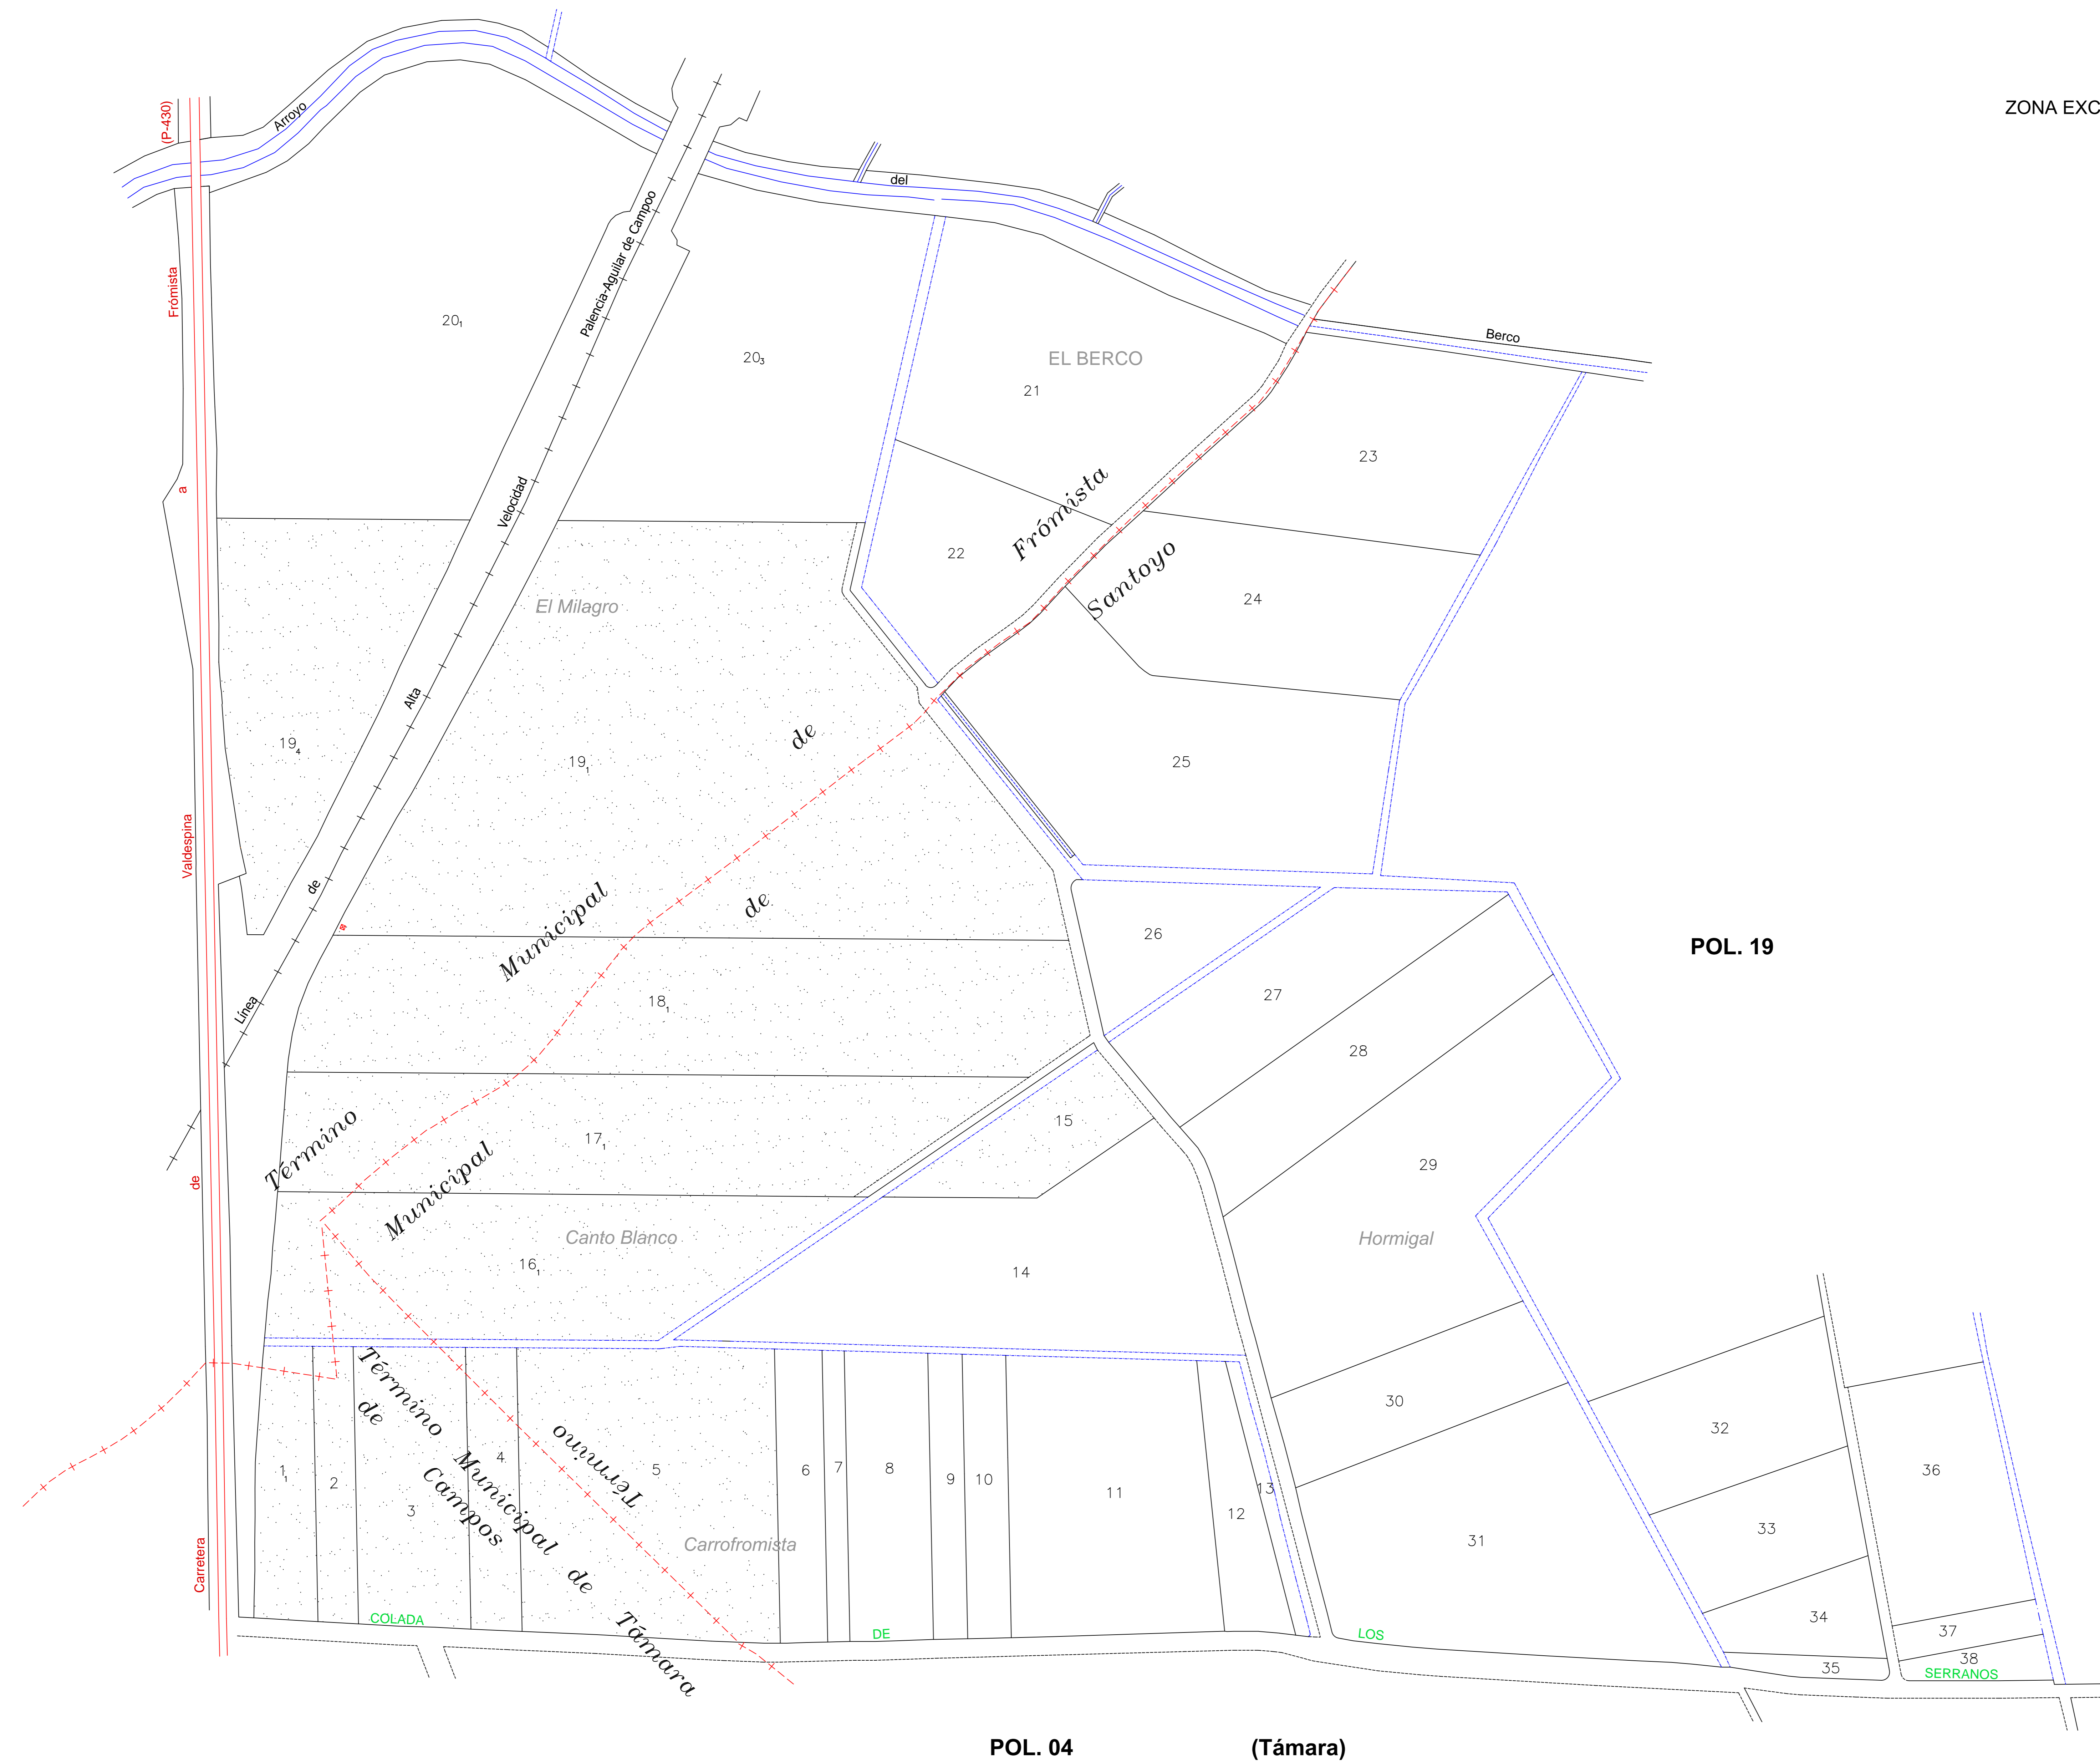 ZONA EXC
(P-430)
Arroyo
del
Berco
Palencia-Aguilar de Campoo
Velocidad
Alta
de
Línea
Frómista
a
Valdespina
de
Carretera
20₁
20₃
EL BERCO
21
22
23
24
25
Frómista
Santoyo
El Milagro
19₄
19₁
de
de
Municipal
26
27
28
29
POL. 19
18₁
Término
Municipal
17₁
15
Canto Blanco
16₁
14
Hormigal
30
31
32
33
34
35
36
37
38
1₁
2
3
4
5
6
7
8
9
10
11
12
13
Término Municipal de Támara
de Campos
Término
Carrofromista
COLADA
DE
LOS
SERRANOS
POL. 04
(Támara)